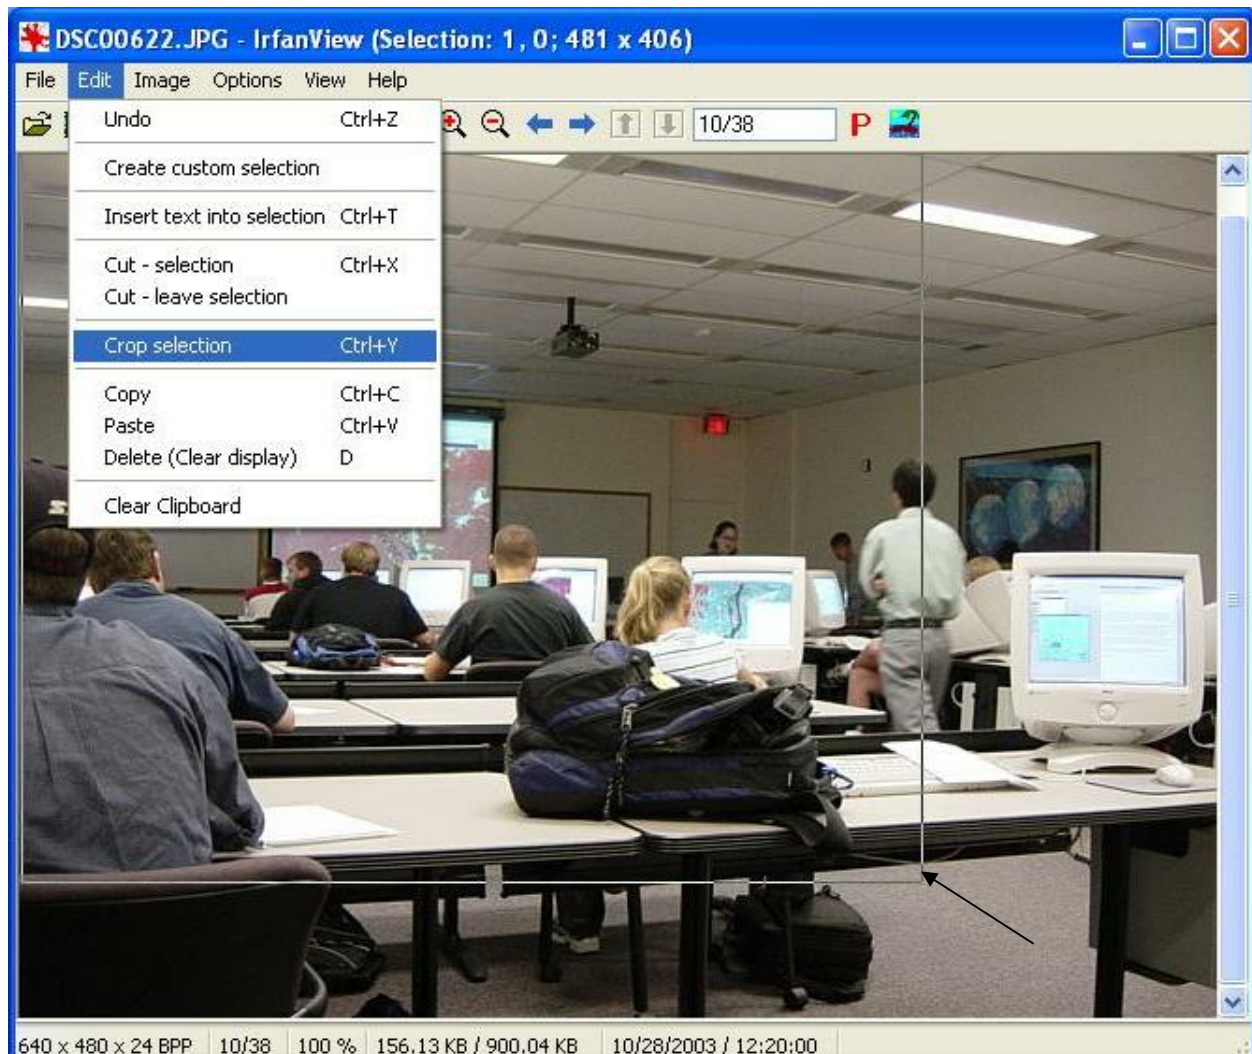 DSC00622.JPG - IrfanView (Selection: 1, 0; 481 x 406)
File Edit Image Options View Help
10/38 P
Undo Ctrl+Z
Create custom selection
Insert text into selection Ctrl+T
Cut - selection Ctrl+X
Cut - leave selection
Crop selection Ctrl+Y
Copy Ctrl+C
Paste Ctrl+V
Delete (Clear display) D
Clear Clipboard
640 x 480 x 24 BPP 10/38 100 % 156.13 KB / 900.04 KB 10/28/2003 / 12:20:00